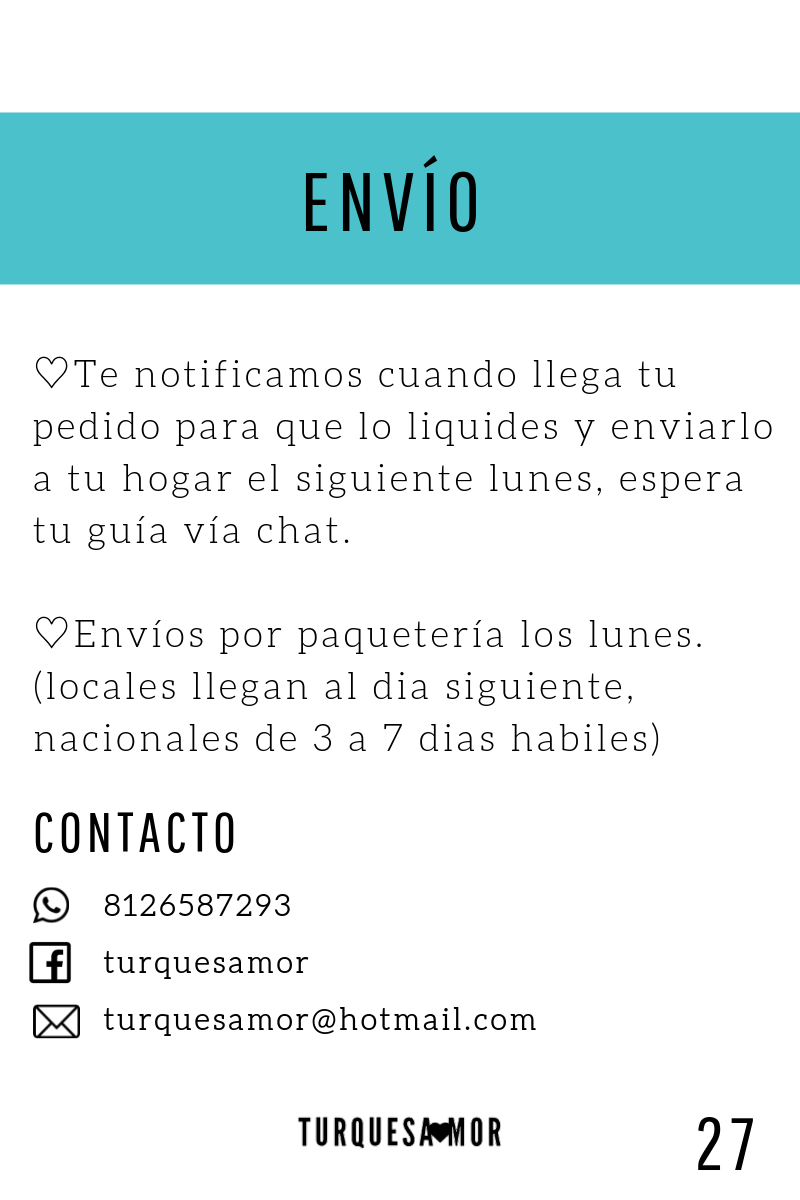 ENVÍO
♡Te notificamos cuando llega tu
pedido para que lo liquides y enviarlo
a tu hogar el siguiente lunes, espera
tu guía vía chat.
♡Envíos por paquetería los lunes.
(locales llegan al dia siguiente,
nacionales de 3 a 7 dias habiles)
CONTACTO
8126587293
turquesamor
turquesamor@hotmail.com
TURQUESA♥MOR
27